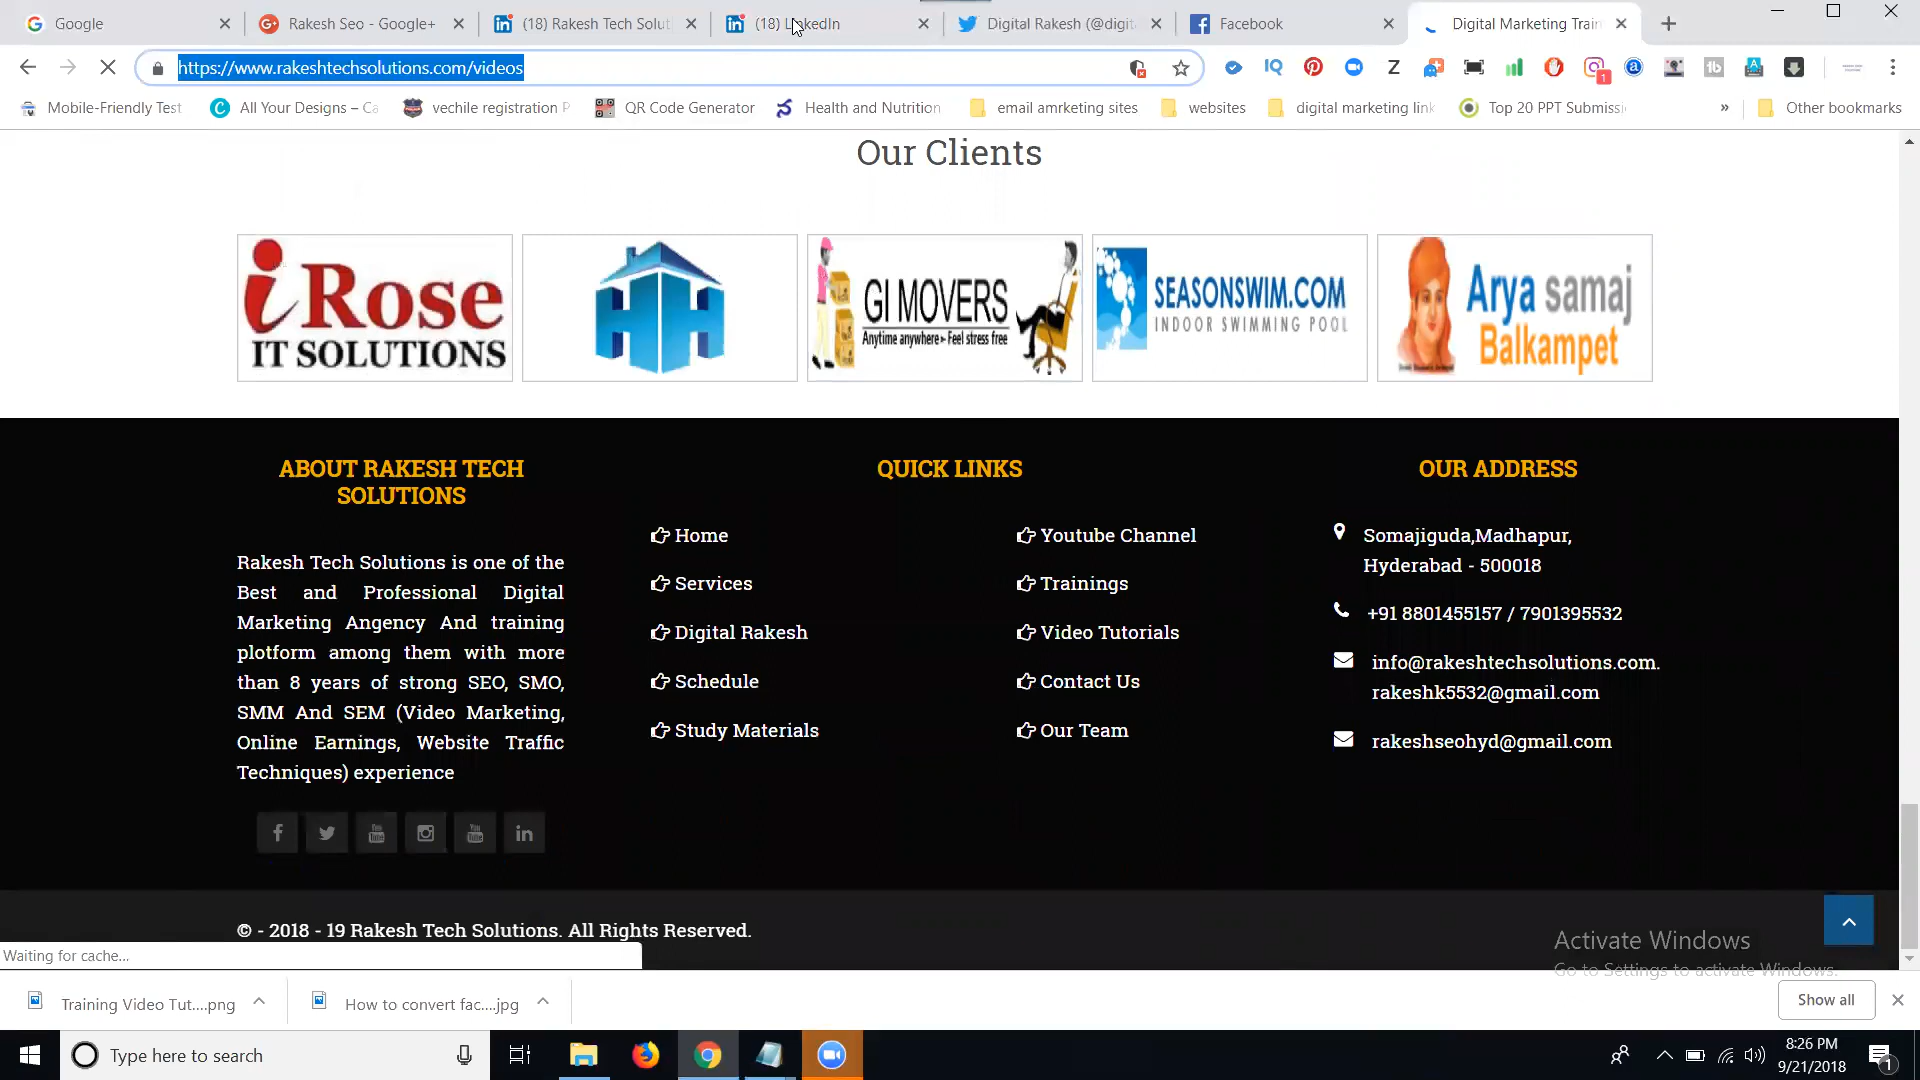 Google
Rakesh Seo - Google+
(18) Rakesh Tech Solut
(18) LinkedIn
Digital Rakesh (@digit
Facebook
Digital Marketing Train
https://www.rakeshtechsolutions.com/videos
Mobile-Friendly Test
All Your Designs – Ca
vechile registration P
QR Code Generator
Health and Nutrition
email amrketing sites
websites
digital marketing link
Top 20 PPT Submissi
»
Other bookmarks
Our Clients
iRose
IT SOLUTIONS
GI MOVERS
Anytime anywhere - Feel stress free
SEASONSWIM.COM
INDOOR SWIMMING POOL
Arya samaj
Balkampet
ABOUT RAKESH TECH
SOLUTIONS
Rakesh Tech Solutions is one of the
Best and Professional Digital
Marketing Angency And training
plotform among them with more
than 8 years of strong SEO, SMO,
SMM And SEM (Video Marketing,
Online Earnings, Website Traffic
Techniques) experience
QUICK LINKS
Home
Services
Digital Rakesh
Schedule
Study Materials
Youtube Channel
Trainings
Video Tutorials
Contact Us
Our Team
OUR ADDRESS
Somajiguda,Madhapur,
Hyderabad - 500018
+91 8801455157 / 7901395532
info@rakeshtechsolutions.com.
rakeshk5532@gmail.com
rakeshseohyd@gmail.com
© - 2018 - 19 Rakesh Tech Solutions. All Rights Reserved.
Waiting for cache...
Activate Windows
Go to Settings to activate Windows.
Training Video Tut....png
How to convert fac....jpg
Show all
Type here to search
8:26 PM
9/21/2018
1